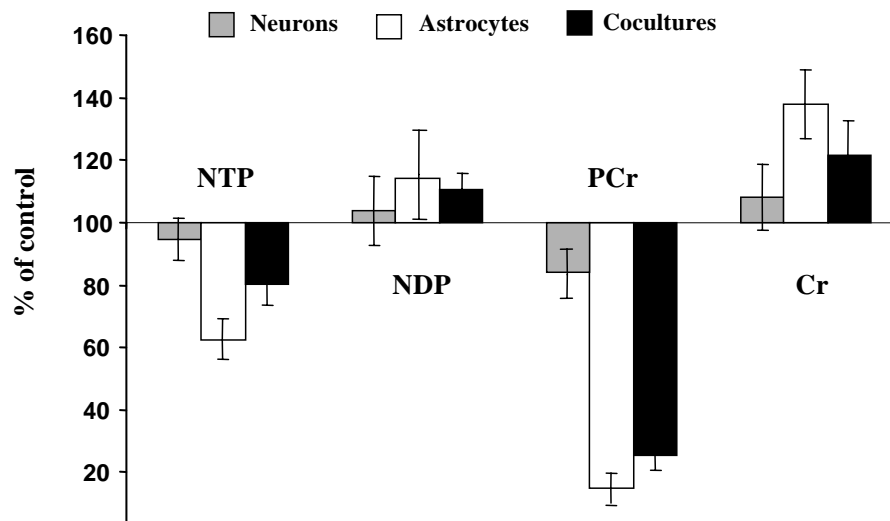 Neurons Astrocytes Cocultures
% of control
160
140
120
100
80
60
40
20
NTP
NDP
PCr
Cr